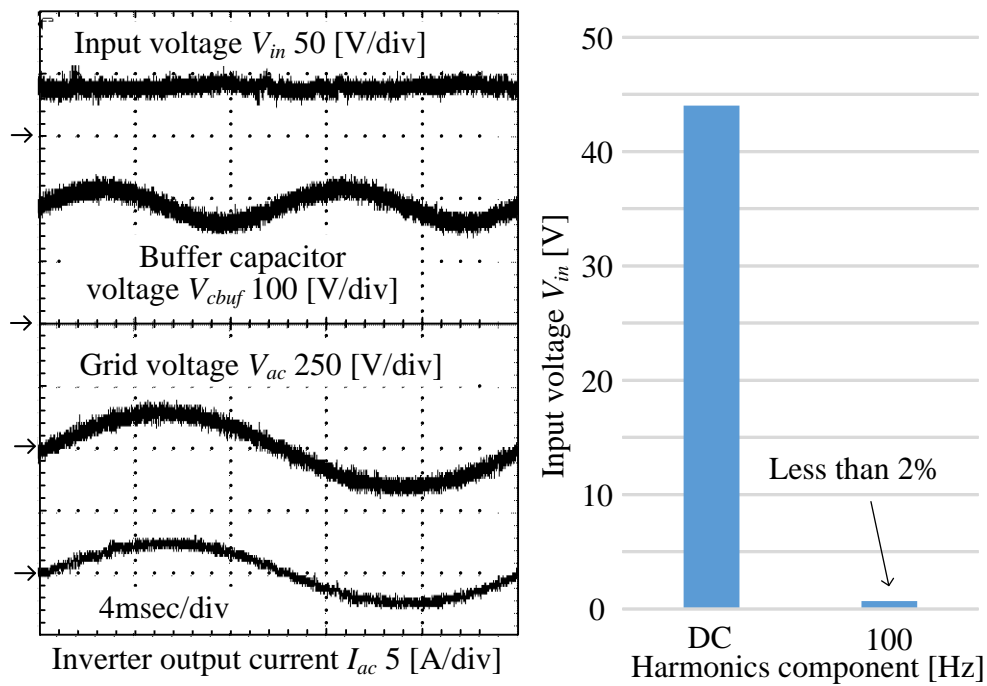 Input voltage V_in 50 [V/div]
Buffer capacitor
voltage V_cbuf 100 [V/div]
Grid voltage V_ac 250 [V/div]
4msec/div
Inverter output current I_ac 5 [A/div]
Input voltage V_in [V]
50
40
30
20
10
0
Less than 2%
DC
100
Harmonics component [Hz]